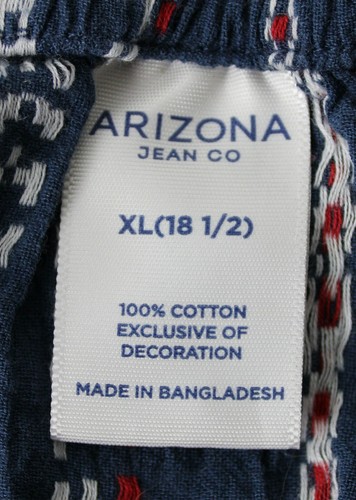 ARIZONA
JEAN CO
XL(18 1/2)
100% COTTON
EXCLUSIVE OF
DECORATION
MADE IN BANGLADESH